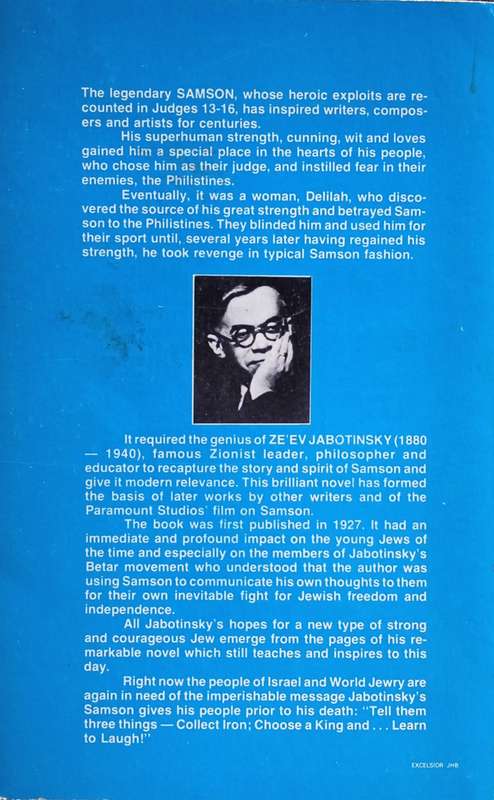 The legendary SAMSON, whose heroic exploits are re-
counted in Judges 13-16, has inspired writers, compos-
ers and artists for centuries.
His superhuman strength, cunning, wit and loves
gained him a special place in the hearts of his people,
who chose him as their judge, and instilled fear in their
enemies, the Philistines.
Eventually, it was a woman, Delilah, who disco-
vered the source of his great strength and betrayed Sam-
son to the Philistines. They blinded him and used him for
their sport until, several years later having regained his
strength, he took revenge in typical Samson fashion.
It required the genius of ZE'EV JABOTINSKY (1880
— 1940), famous Zionist leader, philosopher and
educator to recapture the story and spirit of Samson and
give it modern relevance. This brilliant novel has formed
the basis of later works by other writers and of the
Paramount Studios' film on Samson.
The book was first published in 1927. It had an
immediate and profound impact on the young Jews of
the time and especially on the members of Jabotinsky's
Betar movement who understood that the author was
using Samson to communicate his own thoughts to them
for their own inevitable fight for Jewish freedom and
independence.
All Jabotinsky's hopes for a new type of strong
and courageous Jew emerge from the pages of his re-
markable novel which still teaches and inspires to this
day.
Right now the people of Israel and World Jewry are
again in need of the imperishable message Jabotinsky's
Samson gives his people prior to his death: "Tell them
three things — Collect Iron; Choose a King and . . . Learn
to Laugh!"
EXCELSIOR JHB